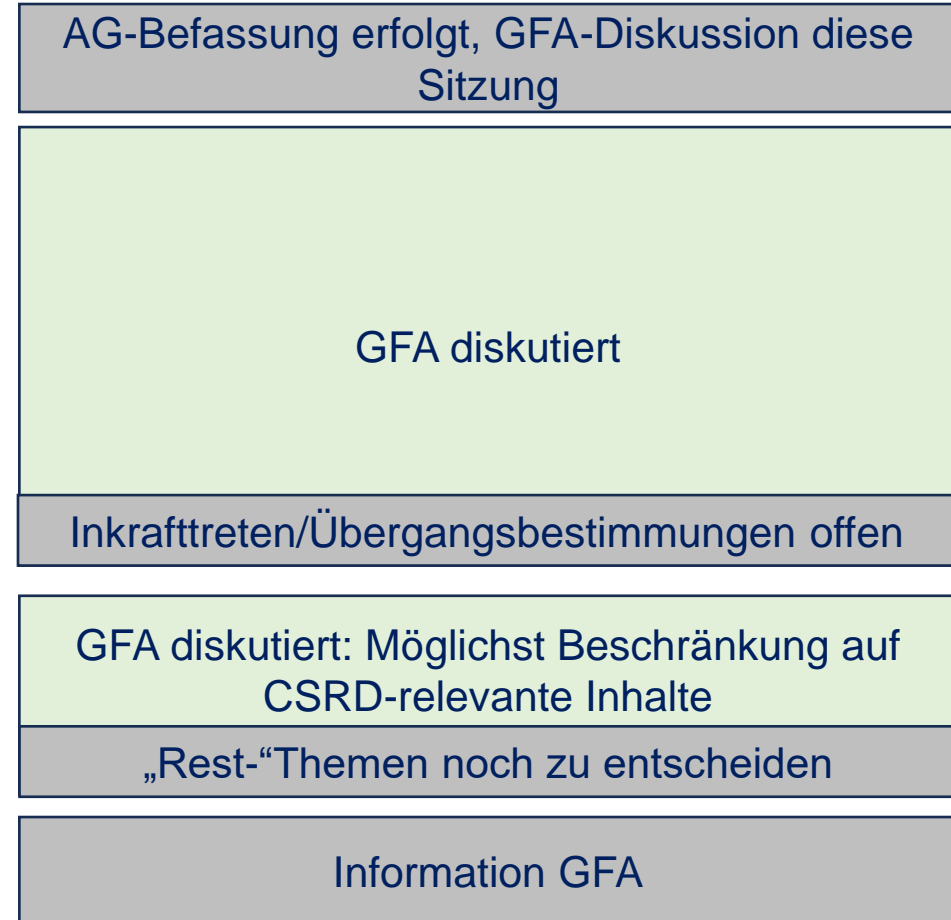 AG-Befassung erfolgt, GFA-Diskussion diese
Sitzung
GFA diskutiert
Inkrafttreten/Übergangsbestimmungen offen
GFA diskutiert: Möglichst Beschränkung auf
CSRD-relevante Inhalte
„Rest-“Themen noch zu entscheiden
Information GFA